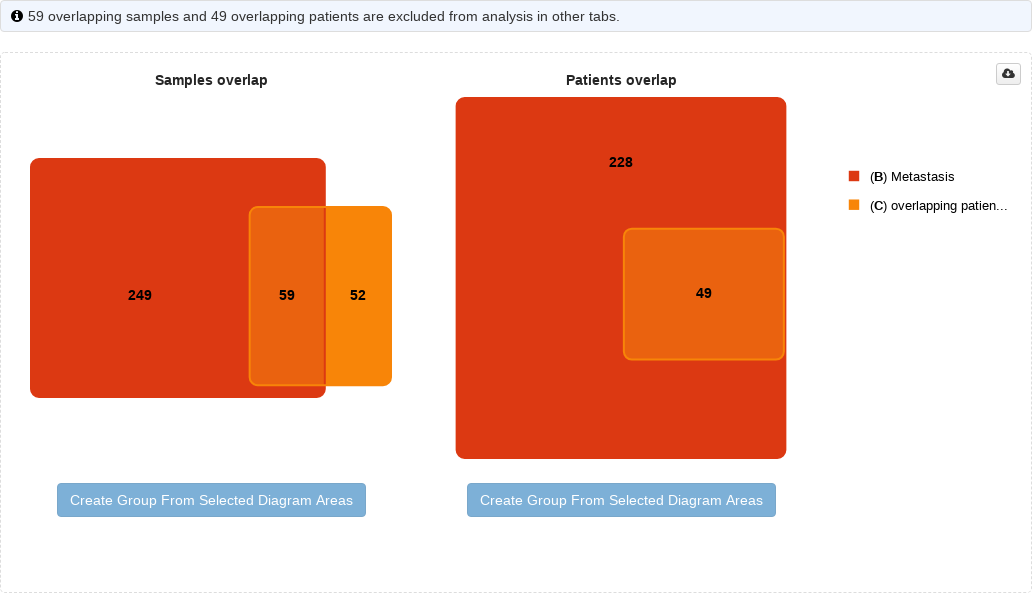 59 overlapping samples and 49 overlapping patients are excluded from analysis in other tabs.
Samples overlap
249
59
52
Create Group From Selected Diagram Areas
Patients overlap
228
49
Create Group From Selected Diagram Areas
(B) Metastasis
(C) overlapping patien...